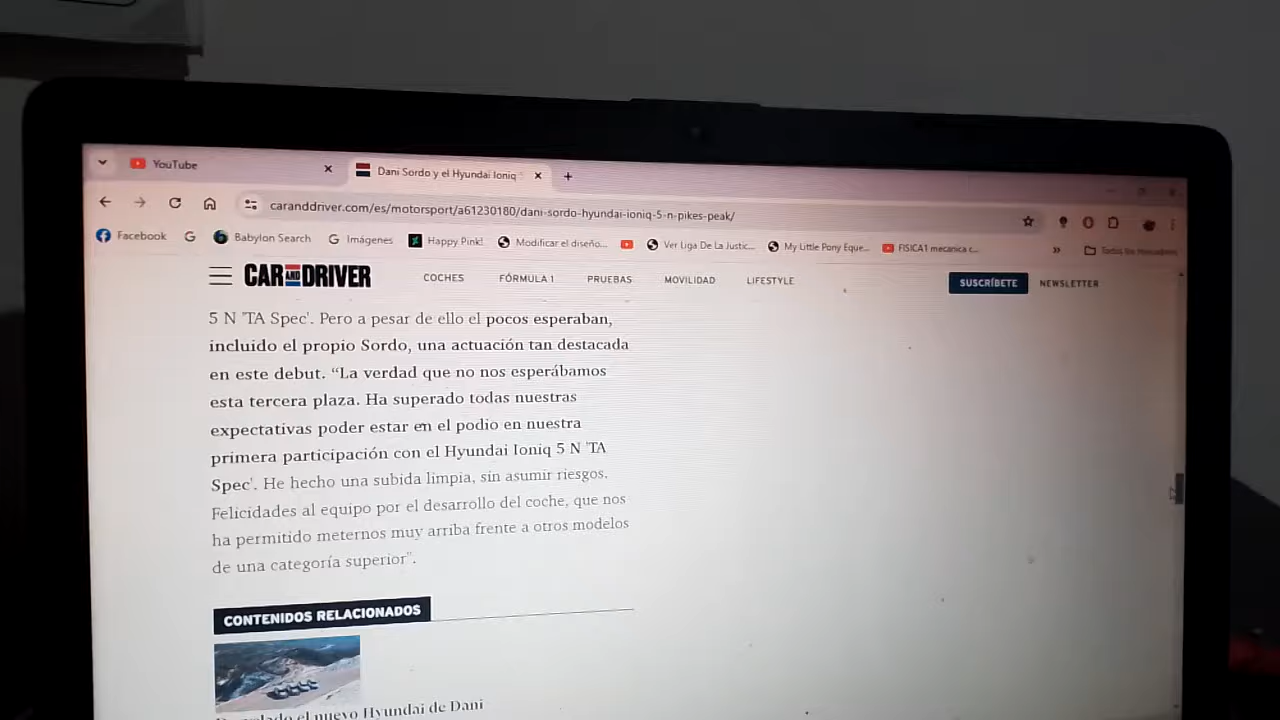 YouTube
Dani Sordo y el Hyundai Ioniq 5
caranddriver.com/es/motorsport/a61230180/dani-sordo-hyundai-ioniq-5-n-pikes-peak/
Facebook G Babylon Search G Imágenes Happy Pink! Modificar el diseño... Ver Liga De La Justic... My Little Pony Eque... FISICA1 mecanica c... » Todos los marcadores
CAR AND DRIVER COCHES FÓRMULA 1 PRUEBAS MOVILIDAD LIFESTYLE SUSCRÍBETE NEWSLETTER
5 N 'TA Spec'. Pero a pesar de ello el pocos esperaban,
incluido el propio Sordo, una actuación tan destacada
en este debut. “La verdad que no nos esperábamos
esta tercera plaza. Ha superado todas nuestras
expectativas poder estar en el podio en nuestra
primera participación con el Hyundai Ioniq 5 N 'TA
Spec'. He hecho una subida limpia, sin asumir riesgos.
Felicidades al equipo por el desarrollo del coche, que nos
ha permitido meternos muy arriba frente a otros modelos
de una categoría superior”.
CONTENIDOS RELACIONADOS
el nuevo Hyundai de Dani